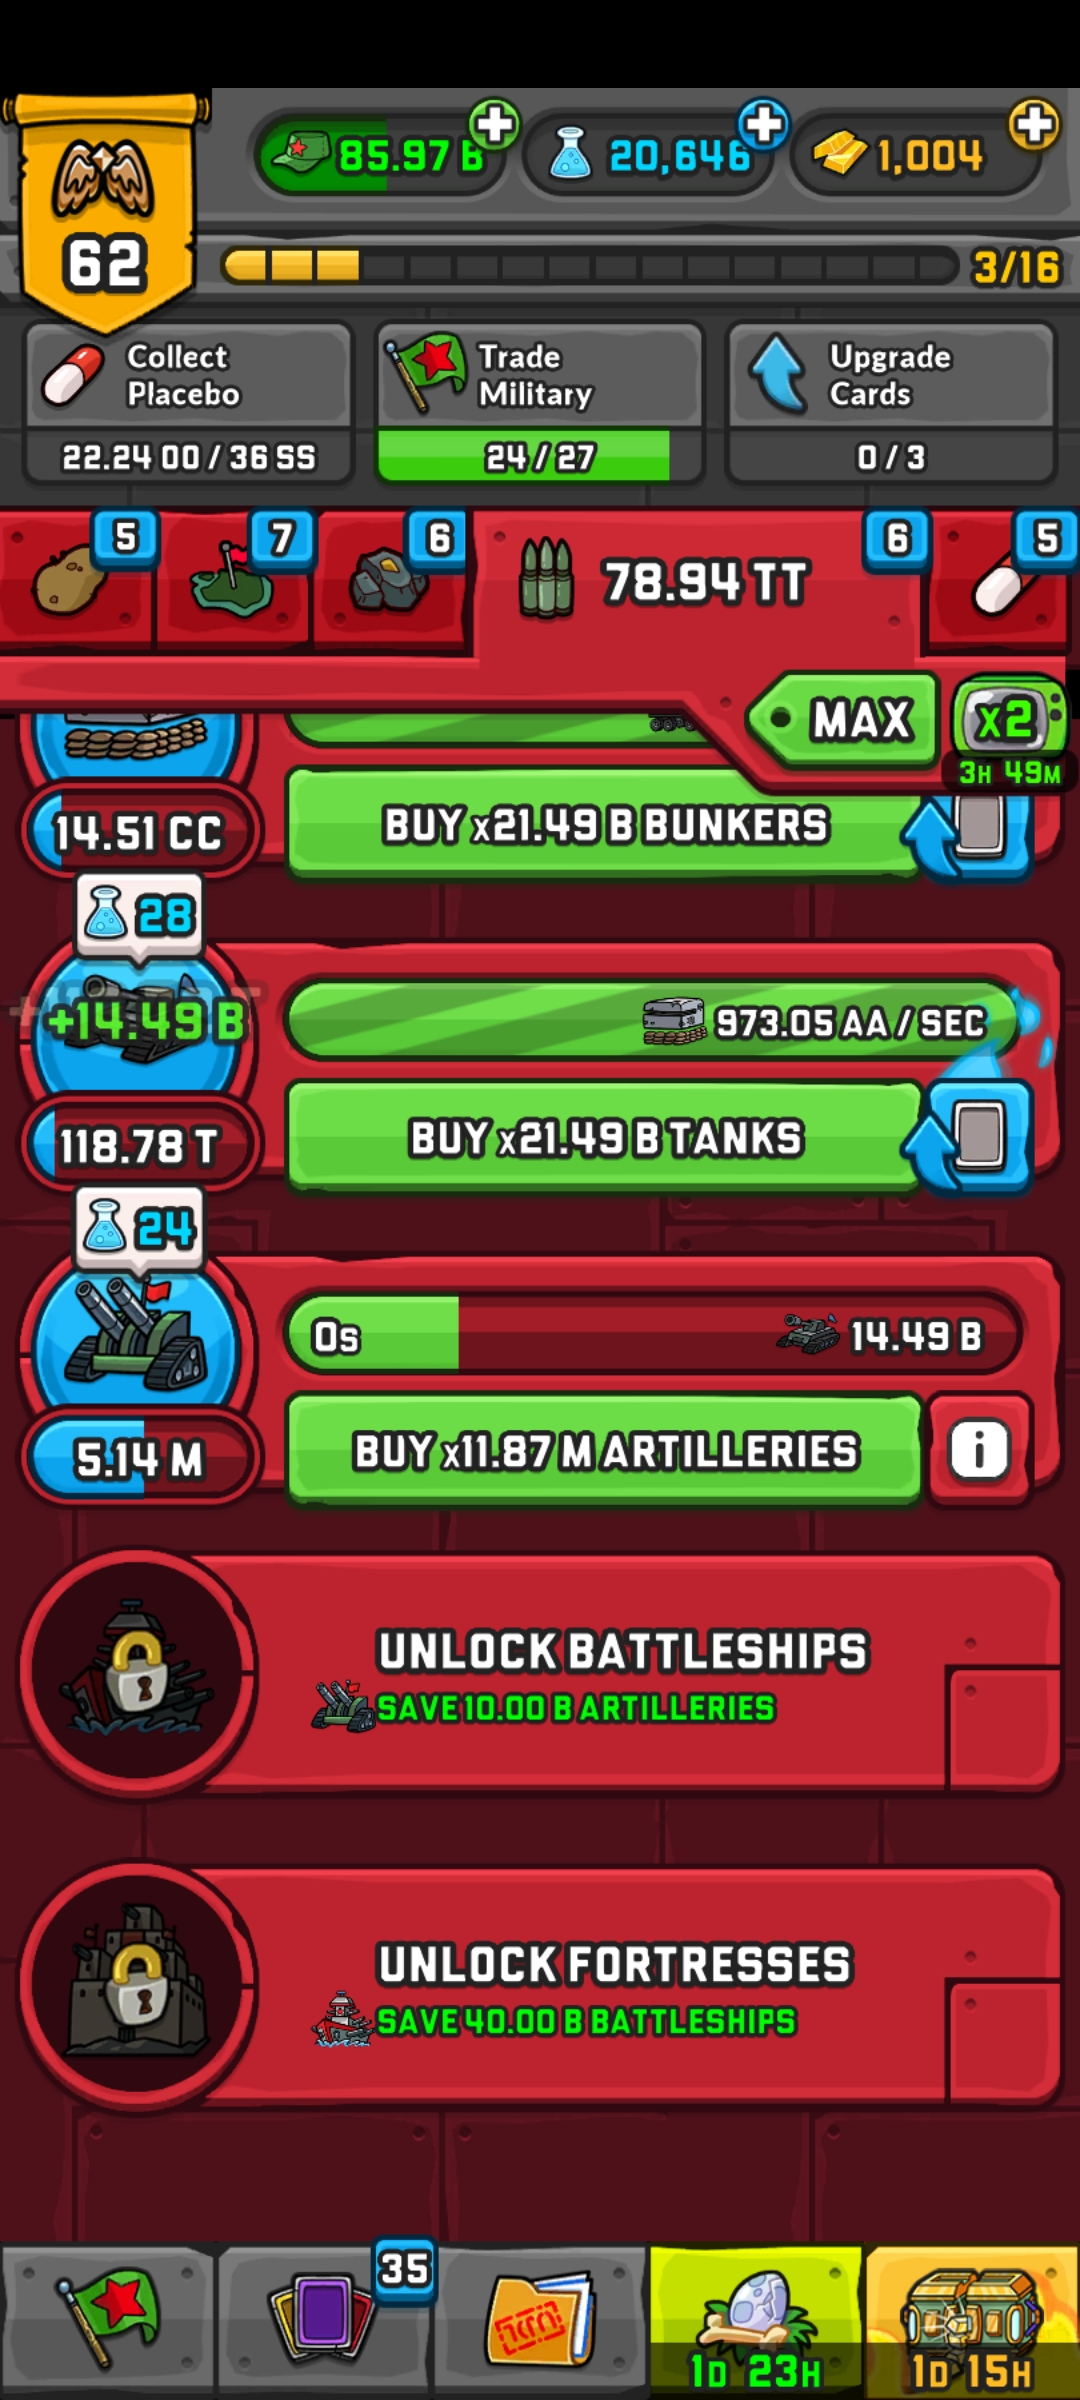 85.97 B
20,646
1,004
62
3/16
Collect
Placebo
Trade
Military
Upgrade
Cards
22.24 OO / 36 SS
24 / 27
0 / 3
5
7
6
78.94 TT
6
5
MAX
x2
3H 49M
14.51 CC
BUY x21.49 B BUNKERS
28
+14.49 B
973.05 AA / SEC
118.78 T
BUY x21.49 B TANKS
24
0s
14.49 B
5.14 M
BUY x11.87 M ARTILLERIES
i
UNLOCK BATTLESHIPS
SAVE 10.00 B ARTILLERIES
UNLOCK FORTRESSES
SAVE 40.00 B BATTLESHIPS
35
1D 23H
1D 15H